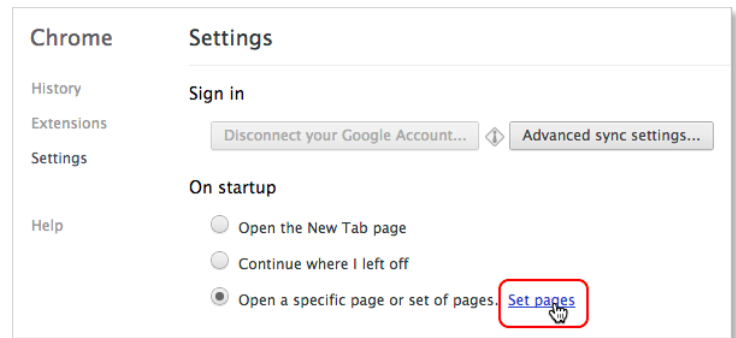 Chrome
Settings
History
Extensions
Settings
Help
Sign in
Disconnect your Google Account...
Advanced sync settings...
On startup
Open the New Tab page
Continue where I left off
Open a specific page or set of pages. Set pages